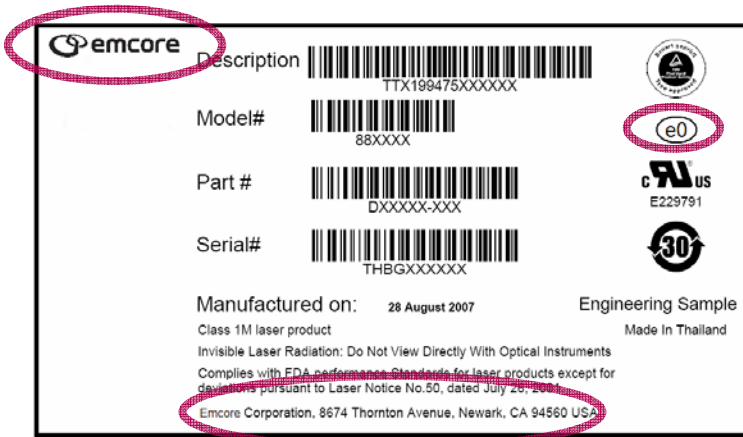 emcore
Description
TTX199475XXXXXX
Model#
88XXXX
e0
Part #
DXXXXX-XXX
c RU US
E229791
Serial#
THBGXXXXXX
30
Manufactured on: 28 August 2007
Engineering Sample
Class 1M laser product
Made In Thailand
Invisible Laser Radiation: Do Not View Directly With Optical Instruments
Complies with FDA performance Standards for laser products except for
deviations pursuant to Laser Notice No.50, dated July 26, 2001
Emcore Corporation, 8674 Thornton Avenue, Newark, CA 94560 USA